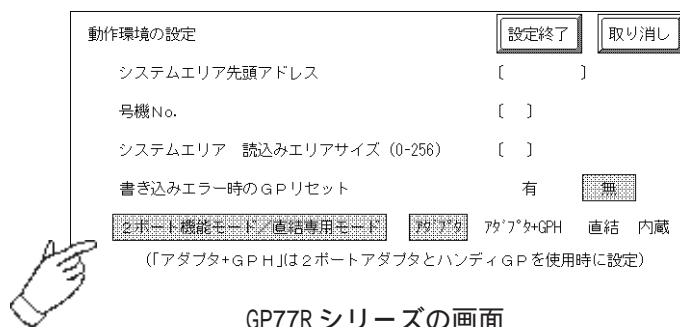 動作環境の設定 設定終了 取り消し
システムエリア先頭アドレス [ ]
号機No. [ ]
システムエリア 読込みエリアサイズ (0-256) [ ]
書き込みエラー時のGPリセット 有 無
2ポート機能モード/直結専用モード アダプタ アダプタ+GPH 直結 内蔵
(「アダプタ+GPH」は2ポートアダプタとハンディGPを使用時に設定)
GP77Rシリーズの画面